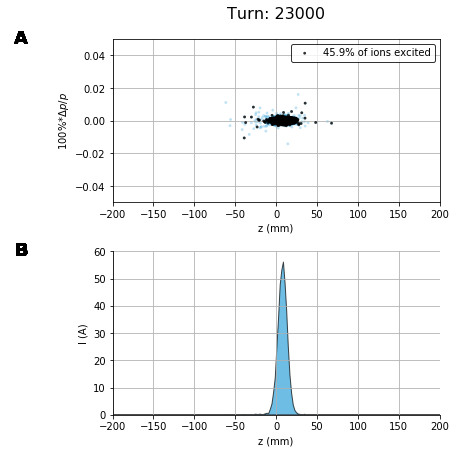 Turn: 23000
A
45.9% of ions excited
100%*Δp/p
0.04
0.02
0.00
−0.02
−0.04
−200 −150 −100 −50 0 50 100 150 200
z (mm)
B
I (A)
60
50
40
30
20
10
0
−200 −150 −100 −50 0 50 100 150 200
z (mm)